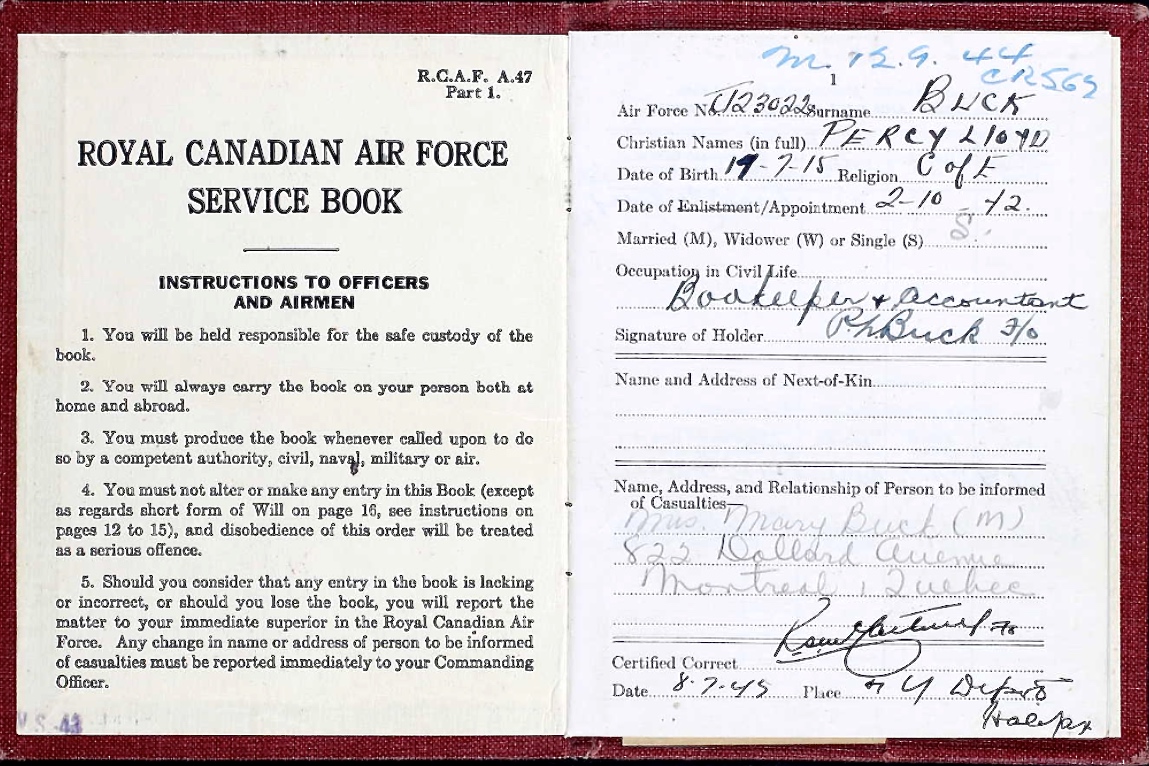 R.C.A.F. A.47
Part 1.
ROYAL CANADIAN AIR FORCE
SERVICE BOOK
INSTRUCTIONS TO OFFICERS
AND AIRMEN
1. You will be held responsible for the safe custody of the
book.
2. You will always carry the book on your person both at
home and abroad.
3. You must produce the book whenever called upon to do
so by a competent authority, civil, naval, military or air.
4. You must not alter or make any entry in this Book (except
as regards short form of Will on page 16, see instructions on
pages 12 to 15), and disobedience of this order will be treated
as a serious offence.
5. Should you consider that any entry in the book is lacking
or incorrect, or should you lose the book, you will report the
matter to your immediate superior in the Royal Canadian Air
Force. Any change in name or address of person to be informed
of casualties must be reported immediately to your Commanding
Officer.
M. 12.9.44
CR569
1
Air Force No. Surname BUCK
Christian Names (in full) PERCY LLOYD
Date of Birth 19-7-15 Religion C of E
Date of Enlistment/Appointment 2-10-42.
Married (M), Widower (W) or Single (S) S.
Occupation in Civil Life
Bookeeper + accountant
Signature of Holder PLBuck F/O
Name and Address of Next-of-Kin
Name, Address, and Relationship of Person to be informed
of Casualties—
Mrs. Mary Buck (M)
822 Dollard Avenue
Montreal, Quebec
Certified Correct
Date 8.7.45 Place Y Depot
Halifax